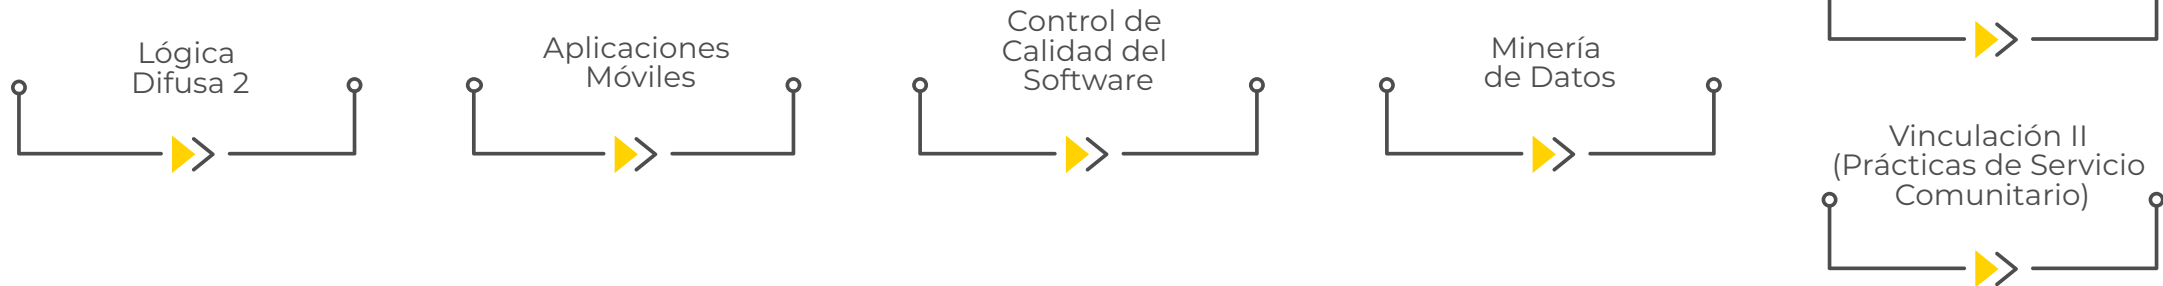 Lógica
Difusa 2
Aplicaciones
Móviles
Control de
Calidad del
Software
Minería
de Datos
Vinculación II
(Prácticas de Servicio
Comunitario)